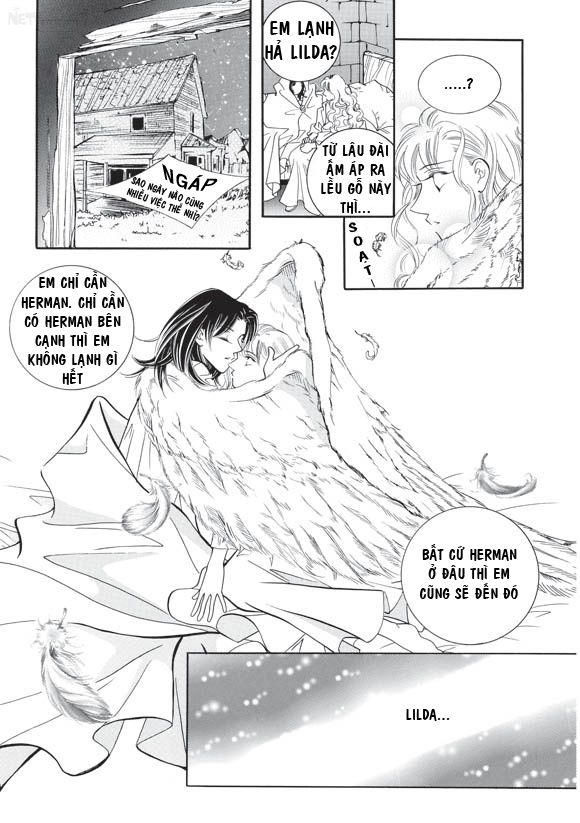 NGÁP
SAO NGÀY NÀO CŨNG
NHIỀU VIỆC THẾ NHỈ?
EM LẠNH
HẢ LILDA?
TỪ LÂU ĐÀI
ẤM ÁP RA
LỀU GỖ NÀY
THÌ...
.....?
SOẠT
EM CHỈ CẦN
HERMAN. CHỈ CẦN
CÓ HERMAN BÊN
CẠNH THÌ EM
KHÔNG LẠNH GÌ
HẾT
BẤT CỨ HERMAN
Ở ĐÂU THÌ EM
CŨNG SẼ ĐẾN ĐÓ
LILDA...